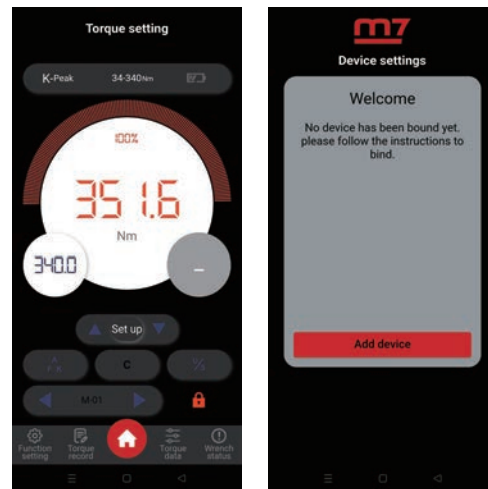 Torque setting
K-Peak 34-340Nm
100%
351.6
Nm
340.0
–
Set up
C
M 01
Function setting
Torque record
Torque data
Wrench status
m7
Device settings
Welcome
No device has been bound yet.
please follow the instructions to
bind.
Add device